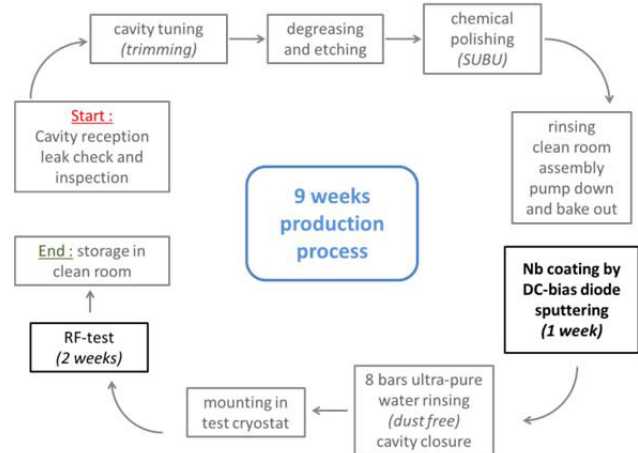 Start :
Cavity reception
leak check and
inspection
cavity tuning
(trimming)
degreasing
and etching
chemical
polishing
(SUBU)
rinsing
clean room
assembly
pump down
and bake out
Nb coating by
DC-bias diode
sputtering
(1 week)
8 bars ultra-pure
water rinsing
(dust free)
cavity closure
mounting in
test cryostat
RF-test
(2 weeks)
End : storage in
clean room
9 weeks
production
process